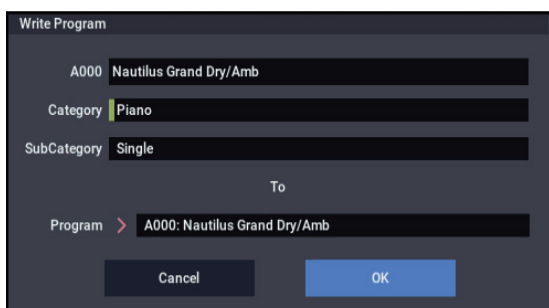 Write Program
A000 Nautilus Grand Dry/Amb
Category Piano
SubCategory Single
To
Program > A000: Nautilus Grand Dry/Amb
Cancel OK